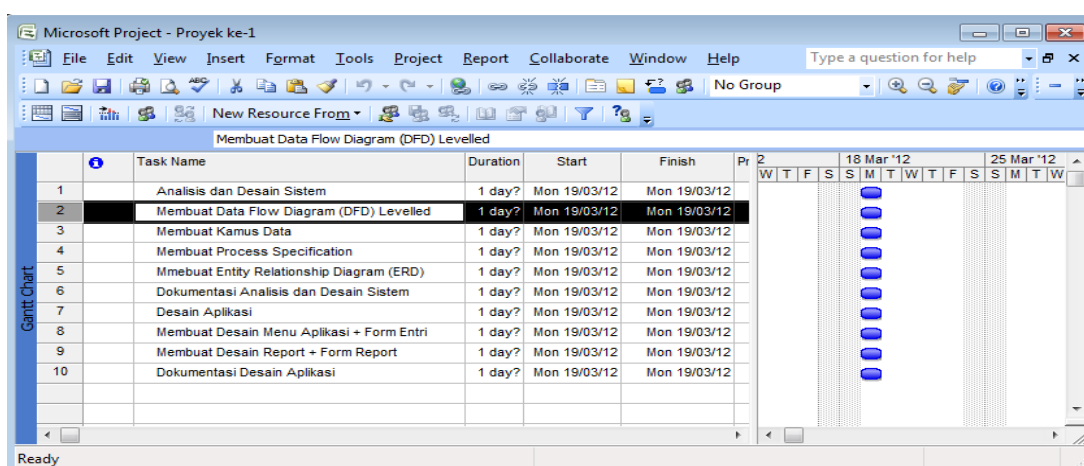 Microsoft Project - Proyek ke-1
File Edit View Insert Format Tools Project Report Collaborate Window Help Type a question for help
No Group
New Resource From
Membuat Data Flow Diagram (DFD) Levelled
Task Name Duration Start Finish Pr 2 18 Mar '12 25 Mar '12
W T F S S M T W T F S S M T W
1 Analisis dan Desain Sistem 1 day? Mon 19/03/12 Mon 19/03/12
2 Membuat Data Flow Diagram (DFD) Levelled 1 day? Mon 19/03/12 Mon 19/03/12
3 Membuat Kamus Data 1 day? Mon 19/03/12 Mon 19/03/12
4 Membuat Process Specification 1 day? Mon 19/03/12 Mon 19/03/12
5 Mmebuat Entity Relationship Diagram (ERD) 1 day? Mon 19/03/12 Mon 19/03/12
6 Dokumentasi Analisis dan Desain Sistem 1 day? Mon 19/03/12 Mon 19/03/12
7 Desain Aplikasi 1 day? Mon 19/03/12 Mon 19/03/12
8 Membuat Desain Menu Aplikasi + Form Entri 1 day? Mon 19/03/12 Mon 19/03/12
9 Membuat Desain Report + Form Report 1 day? Mon 19/03/12 Mon 19/03/12
10 Dokumentasi Desain Aplikasi 1 day? Mon 19/03/12 Mon 19/03/12
Gantt Chart
Ready